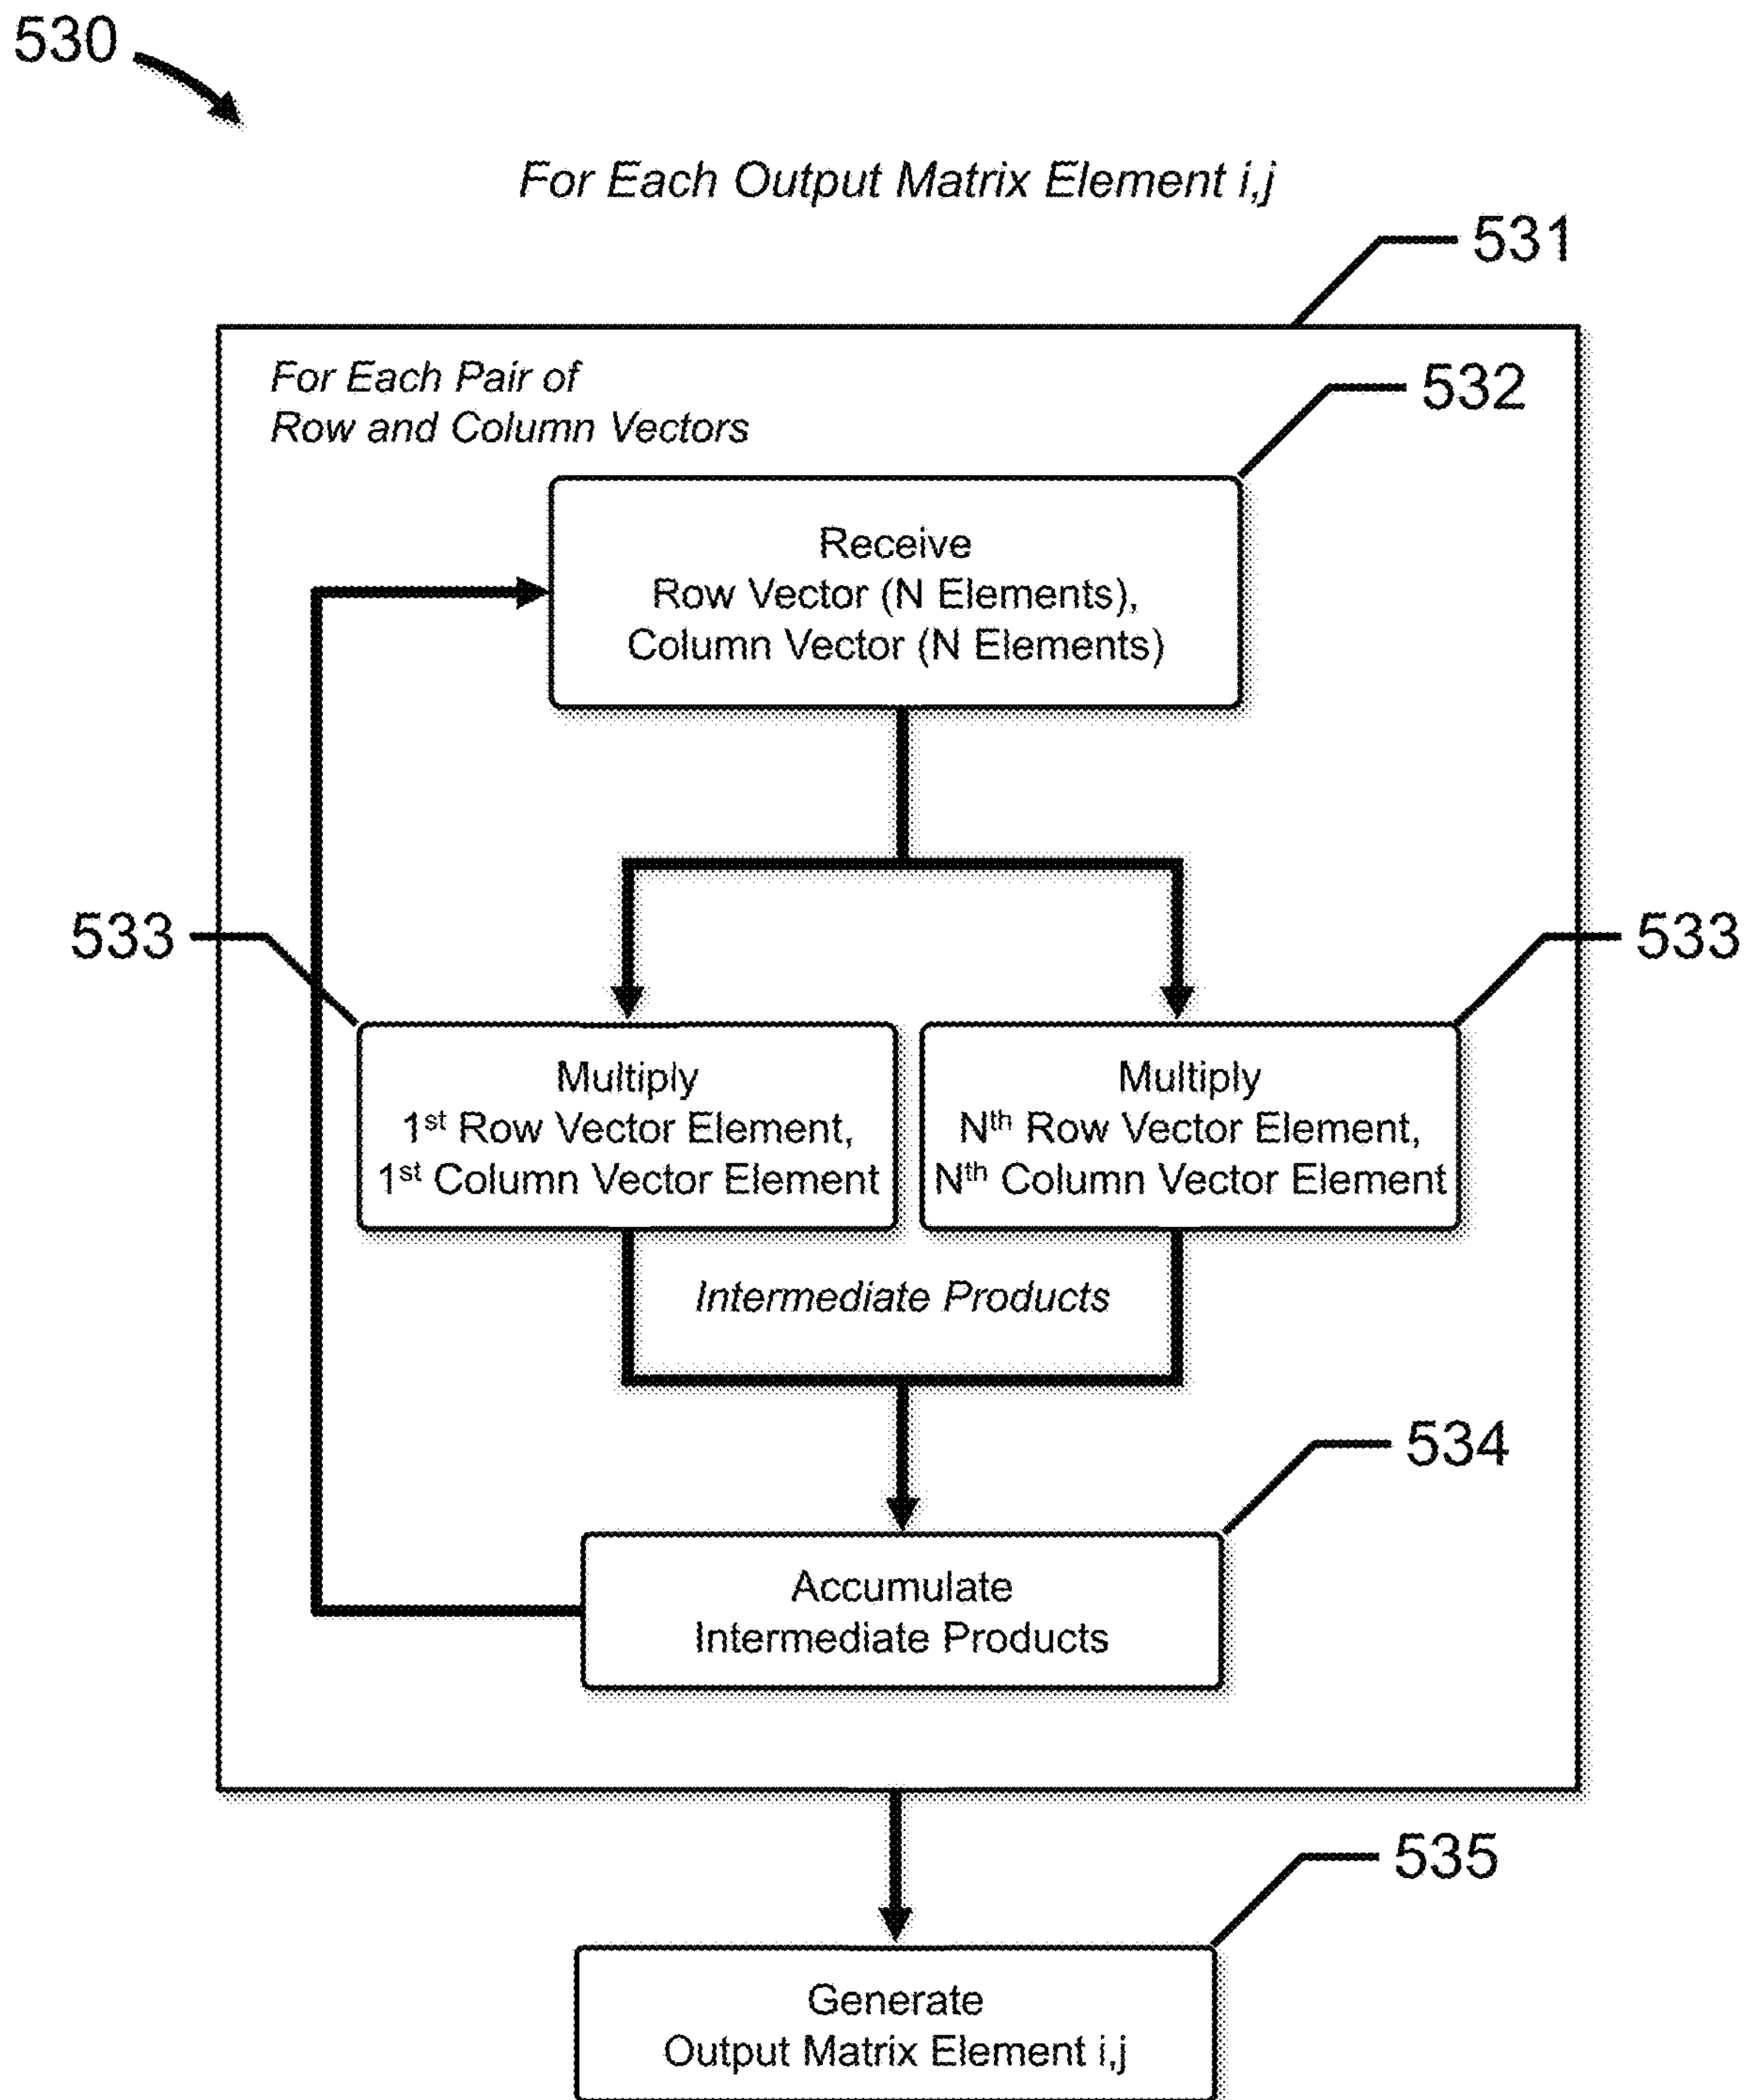 530
For Each Output Matrix Element i,j
531
For Each Pair of
Row and Column Vectors
532
Receive
Row Vector (N Elements),
Column Vector (N Elements)
533
533
Multiply
1st Row Vector Element,
1st Column Vector Element
Multiply
Nth Row Vector Element,
Nth Column Vector Element
Intermediate Products
534
Accumulate
Intermediate Products
535
Generate
Output Matrix Element i,j